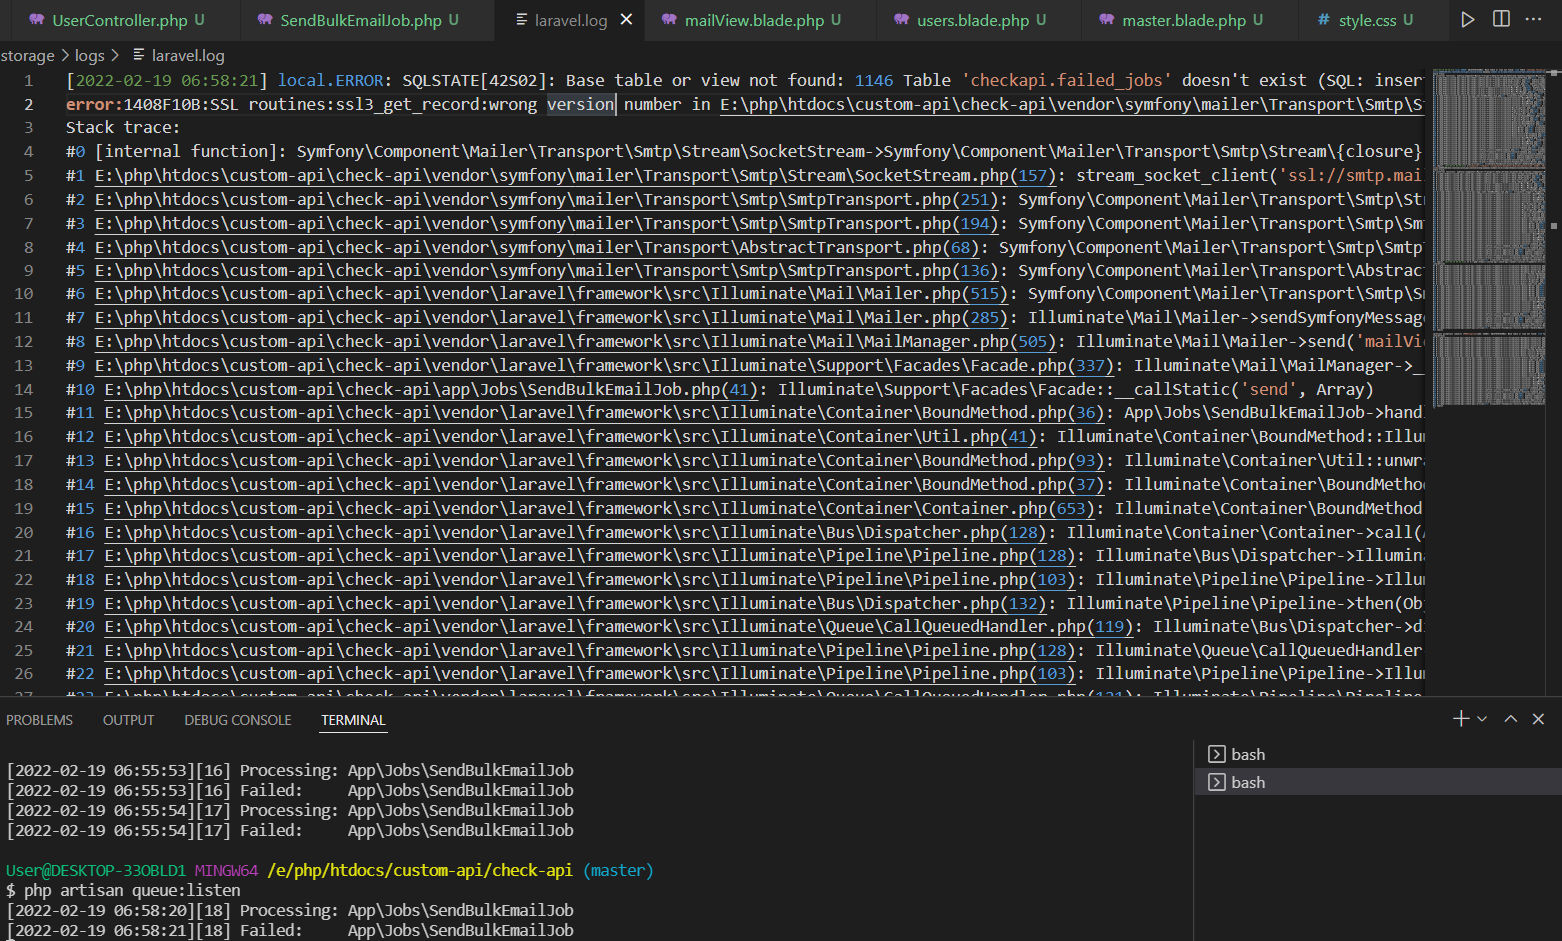 UserController.php U
SendBulkEmailJob.php U
laravel.log
mailView.blade.php U
users.blade.php U
master.blade.php U
# style.css U
storage > logs > laravel.log
1 [2022-02-19 06:58:21] local.ERROR: SQLSTATE[42S02]: Base table or view not found: 1146 Table 'checkapi.failed_jobs' doesn't exist (SQL: inser
2 error:1408F10B:SSL routines:ssl3_get_record:wrong version number in E:\php\htdocs\custom-api\check-api\vendor\symfony\mailer\Transport\Smtp\S
3 Stack trace:
4 #0 [internal function]: Symfony\Component\Mailer\Transport\Smtp\Stream\SocketStream->Symfony\Component\Mailer\Transport\Smtp\Stream\{closure}
5 #1 E:\php\htdocs\custom-api\check-api\vendor\symfony\mailer\Transport\Smtp\Stream\SocketStream.php(157): stream_socket_client('ssl://smtp.mai
6 #2 E:\php\htdocs\custom-api\check-api\vendor\symfony\mailer\Transport\Smtp\SmtpTransport.php(251): Symfony\Component\Mailer\Transport\Smtp\Str
7 #3 E:\php\htdocs\custom-api\check-api\vendor\symfony\mailer\Transport\Smtp\SmtpTransport.php(194): Symfony\Component\Mailer\Transport\Smtp\Sm
8 #4 E:\php\htdocs\custom-api\check-api\vendor\symfony\mailer\Transport\AbstractTransport.php(68): Symfony\Component\Mailer\Transport\Smtp\Smtp
9 #5 E:\php\htdocs\custom-api\check-api\vendor\symfony\mailer\Transport\Smtp\SmtpTransport.php(136): Symfony\Component\Mailer\Transport\Abstrac
10 #6 E:\php\htdocs\custom-api\check-api\vendor\laravel\framework\src\Illuminate\Mail\Mailer.php(515): Symfony\Component\Mailer\Transport\Smtp\S
11 #7 E:\php\htdocs\custom-api\check-api\vendor\laravel\framework\src\Illuminate\Mail\Mailer.php(285): Illuminate\Mail\Mailer->sendSymfonyMessag
12 #8 E:\php\htdocs\custom-api\check-api\vendor\laravel\framework\src\Illuminate\Mail\MailManager.php(505): Illuminate\Mail\Mailer->send('mailVi
13 #9 E:\php\htdocs\custom-api\check-api\vendor\laravel\framework\src\Illuminate\Support\Facades\Facade.php(337): Illuminate\Mail\MailManager->_
14 #10 E:\php\htdocs\custom-api\check-api\app\Jobs\SendBulkEmailJob.php(41): Illuminate\Support\Facades\Facade::__callStatic('send', Array)
15 #11 E:\php\htdocs\custom-api\check-api\vendor\laravel\framework\src\Illuminate\Container\BoundMethod.php(36): App\Jobs\SendBulkEmailJob->hand
16 #12 E:\php\htdocs\custom-api\check-api\vendor\laravel\framework\src\Illuminate\Container\Util.php(41): Illuminate\Container\BoundMethod::Illum
17 #13 E:\php\htdocs\custom-api\check-api\vendor\laravel\framework\src\Illuminate\Container\BoundMethod.php(93): Illuminate\Container\Util::unwr
18 #14 E:\php\htdocs\custom-api\check-api\vendor\laravel\framework\src\Illuminate\Container\BoundMethod.php(37): Illuminate\Container\BoundMetho
19 #15 E:\php\htdocs\custom-api\check-api\vendor\laravel\framework\src\Illuminate\Container\Container.php(653): Illuminate\Container\BoundMethod
20 #16 E:\php\htdocs\custom-api\check-api\vendor\laravel\framework\src\Illuminate\Bus\Dispatcher.php(128): Illuminate\Container\Container->call(
21 #17 E:\php\htdocs\custom-api\check-api\vendor\laravel\framework\src\Illuminate\Pipeline\Pipeline.php(128): Illuminate\Bus\Dispatcher->Illumin
22 #18 E:\php\htdocs\custom-api\check-api\vendor\laravel\framework\src\Illuminate\Pipeline\Pipeline.php(103): Illuminate\Pipeline\Pipeline->Illu
23 #19 E:\php\htdocs\custom-api\check-api\vendor\laravel\framework\src\Illuminate\Bus\Dispatcher.php(132): Illuminate\Pipeline\Pipeline->then(Ob
24 #20 E:\php\htdocs\custom-api\check-api\vendor\laravel\framework\src\Illuminate\Queue\CallQueuedHandler.php(119): Illuminate\Bus\Dispatcher->d
25 #21 E:\php\htdocs\custom-api\check-api\vendor\laravel\framework\src\Illuminate\Pipeline\Pipeline.php(128): Illuminate\Queue\CallQueuedHandler
26 #22 E:\php\htdocs\custom-api\check-api\vendor\laravel\framework\src\Illuminate\Pipeline\Pipeline.php(103): Illuminate\Pipeline\Pipeline->Illu
PROBLEMS OUTPUT DEBUG CONSOLE TERMINAL
[2022-02-19 06:55:53][16] Processing: App\Jobs\SendBulkEmailJob
[2022-02-19 06:55:53][16] Failed: App\Jobs\SendBulkEmailJob
[2022-02-19 06:55:54][17] Processing: App\Jobs\SendBulkEmailJob
[2022-02-19 06:55:54][17] Failed: App\Jobs\SendBulkEmailJob
User@DESKTOP-33OBLD1 MINGW64 /e/php/htdocs/custom-api/check-api (master)
$ php artisan queue:listen
[2022-02-19 06:58:20][18] Processing: App\Jobs\SendBulkEmailJob
[2022-02-19 06:58:21][18] Failed: App\Jobs\SendBulkEmailJob
bash
bash